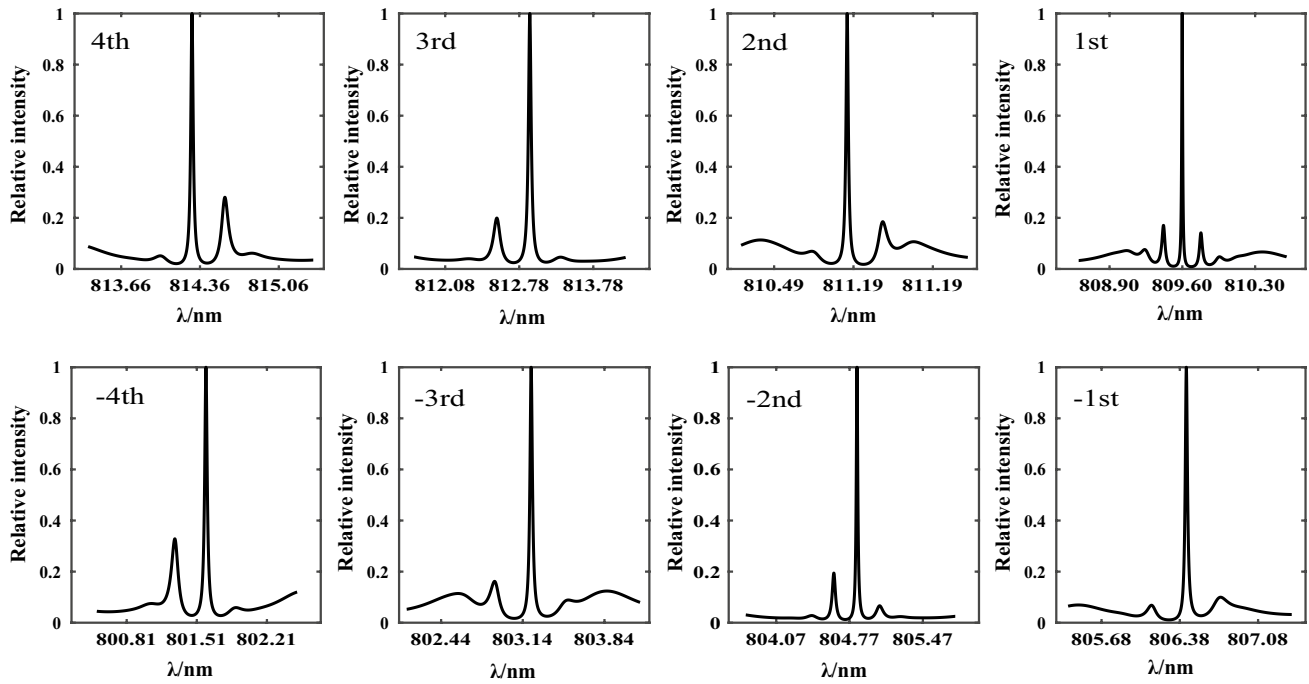 4th
Relative intensity
1
0.8
0.6
0.4
0.2
0
813.66 814.36 815.06
λ/nm
3rd
Relative intensity
1
0.8
0.6
0.4
0.2
0
812.08 812.78 813.78
λ/nm
2nd
Relative intensity
1
0.8
0.6
0.4
0.2
0
810.49 811.19 811.19
λ/nm
1st
Relative intensity
1
0.8
0.6
0.4
0.2
0
808.90 809.60 810.30
λ/nm
-4th
Relative intensity
1
0.8
0.6
0.4
0.2
0
800.81 801.51 802.21
λ/nm
-3rd
Relative intensity
1
0.8
0.6
0.4
0.2
0
802.44 803.14 803.84
λ/nm
-2nd
Relative intensity
1
0.8
0.6
0.4
0.2
0
804.07 804.77 805.47
λ/nm
-1st
Relative intensity
1
0.8
0.6
0.4
0.2
0
805.68 806.38 807.08
λ/nm